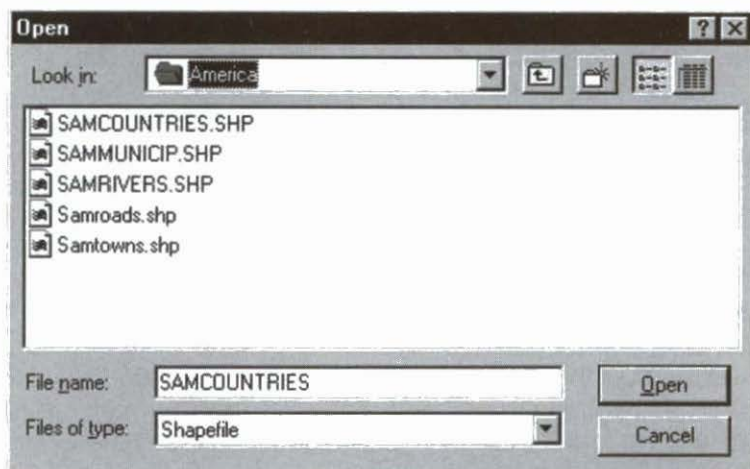 Open
Look in: America
SAMCOUNTRIES.SHP
SAMMUNICIP.SHP
SAMRIVERS.SHP
Samroads.shp
Samtowns.shp
File name: SAMCOUNTRIES Open
Files of type: Shapefile Cancel